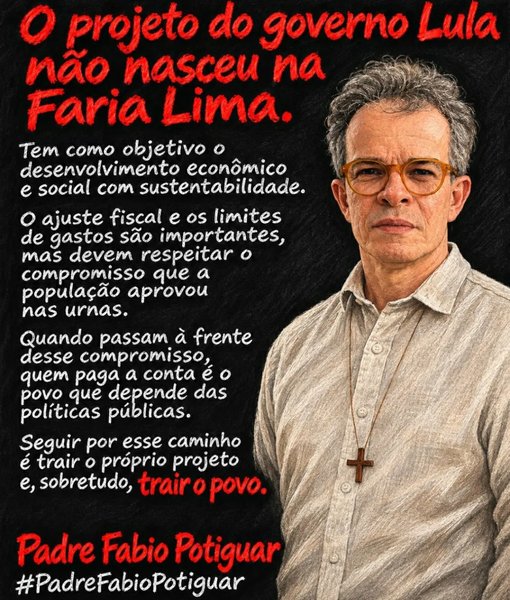 O projeto do governo Lula
não nasceu na
Faria Lima.
Tem como objetivo o
desenvolvimento econômico
e social com sustentabilidade.
O ajuste fiscal e os limites
de gastos são importantes,
mas devem respeitar o
compromisso que a
população aprovou
nas urnas.
Quando passam à frente
desse compromisso,
quem paga a conta é o
povo que depende das
políticas públicas.
Seguir por esse caminho
é trair o próprio projeto
e, sobretudo, trair o povo.
Padre Fabio Potiguar
#PadreFabioPotiguar